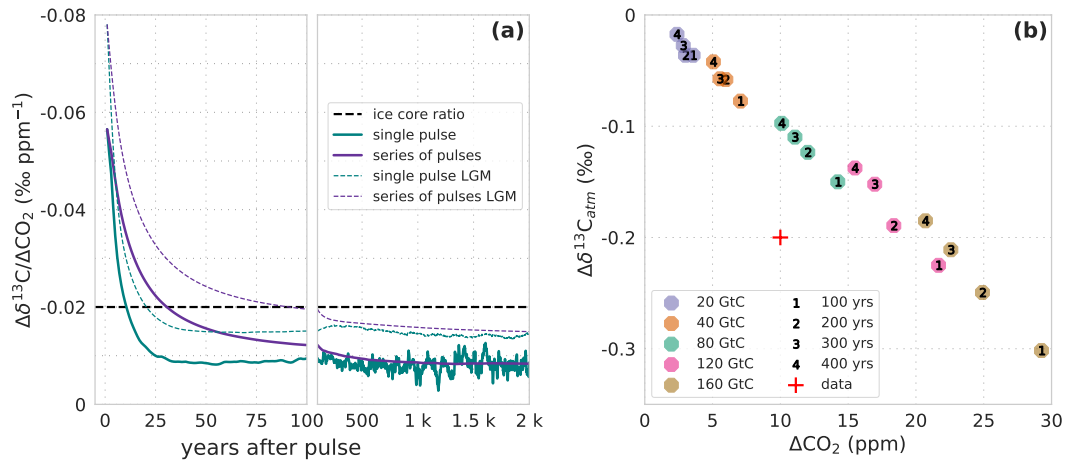 (a)
-0.08
-0.06
-0.04
-0.02
0
Δδ¹³C/ΔCO₂ (‰ ppm⁻¹)
ice core ratio
single pulse
series of pulses
single pulse LGM
series of pulses LGM
0 25 50 75 100
500 1 k 1.5 k 2 k
years after pulse
(b)
0
-0.1
-0.2
-0.3
Δδ¹³Cₐₜₘ (‰)
4
3
2 1
4
3 2
1
4
3
2
1
4
3
2
1
4
3
2
1
20 GtC 1 100 yrs
40 GtC 2 200 yrs
80 GtC 3 300 yrs
120 GtC 4 400 yrs
160 GtC data
0 5 10 15 20 25 30
ΔCO₂ (ppm)